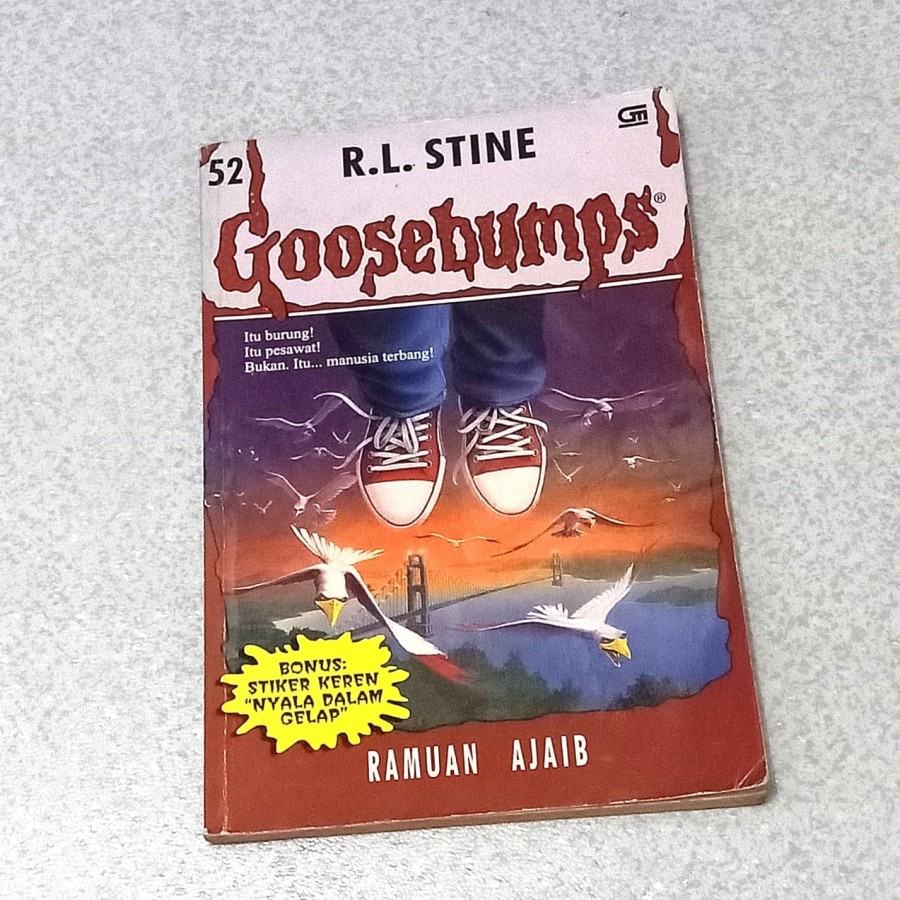 52
R.L. STINE
GM
Goosebumps®
Itu burung!
Itu pesawat!
Bukan. Itu... manusia terbang!
BONUS:
STIKER KEREN
"NYALA DALAM
GELAP"
RAMUAN AJAIB